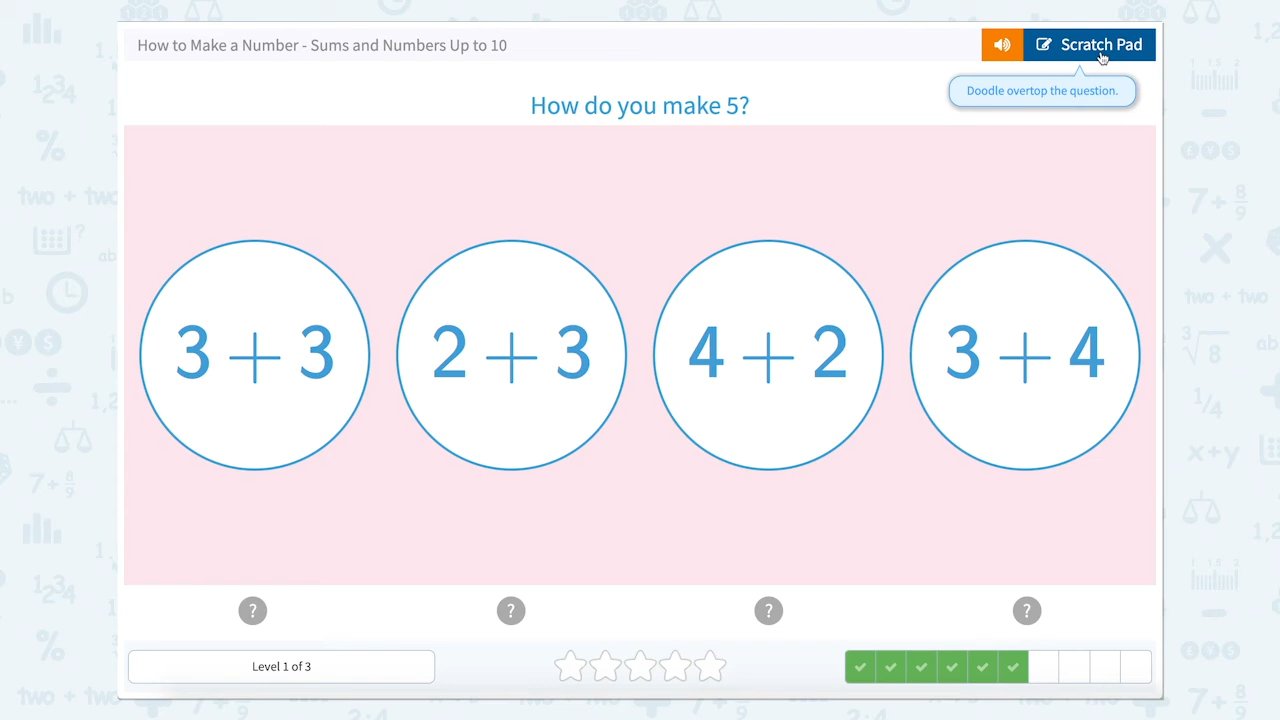 How to Make a Number - Sums and Numbers Up to 10
Scratch Pad
Doodle overtop the question.
How do you make 5?
3 + 3
2 + 3
4 + 2
3 + 4
? ? ? ?
Level 1 of 3